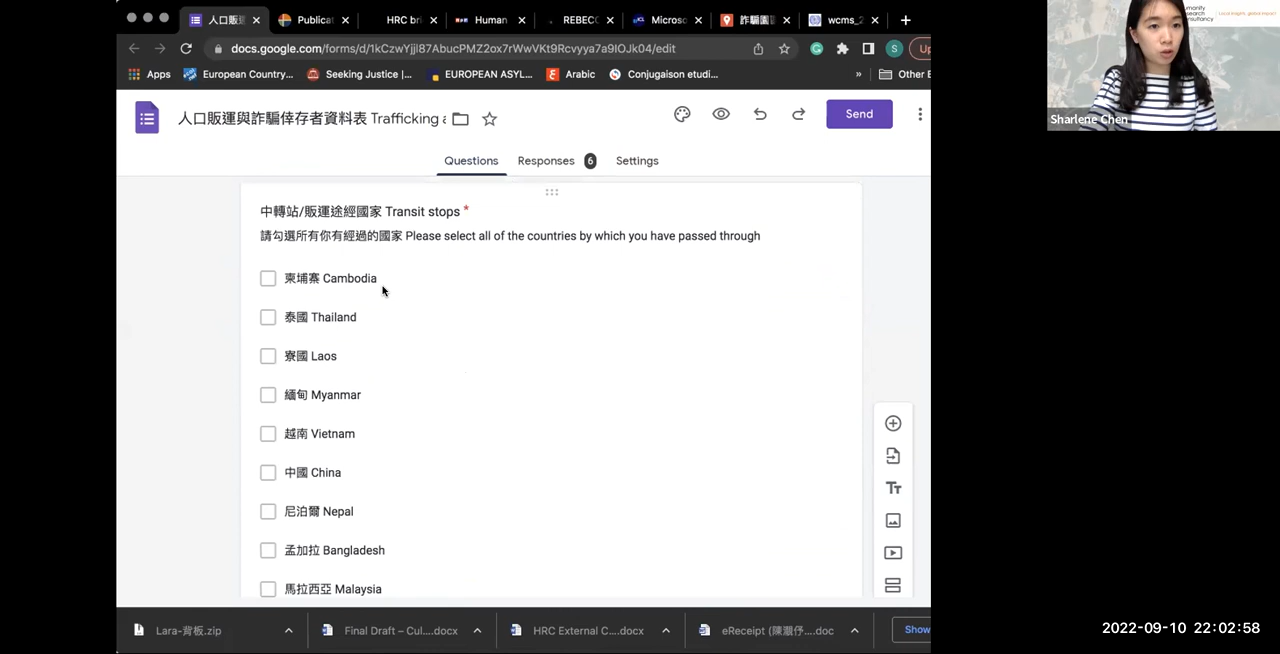 人口販運
Publicat
HRC bri
Human
REBEC
Microso
詐騙園區
wcms_2
docs.google.com/forms/d/1kCzwYjjl87AbucPMZ2ox7rWwVKt9Rcvyya7a9IOJk04/edit
S
Up
Apps
European Country...
Seeking Justice |...
EUROPEAN ASYL...
Arabic
Conjugaison etudi...
»
Other B
人口販運與詐騙倖存者資料表 Trafficking a
Send
Questions
Responses 6
Settings
中轉站/販運途經國家 Transit stops *
請勾選所有你有經過的國家 Please select all of the countries by which you have passed through
柬埔寨 Cambodia
泰國 Thailand
寮國 Laos
緬甸 Myanmar
越南 Vietnam
中國 China
尼泊爾 Nepal
孟加拉 Bangladesh
馬拉西亞 Malaysia
Tт
Lara-背板.zip
Final Draft – Cul....docx
HRC External C....docx
eReceipt (陳灝伃....doc
Show
Sharlene Chen
2022-09-10 22:02:58